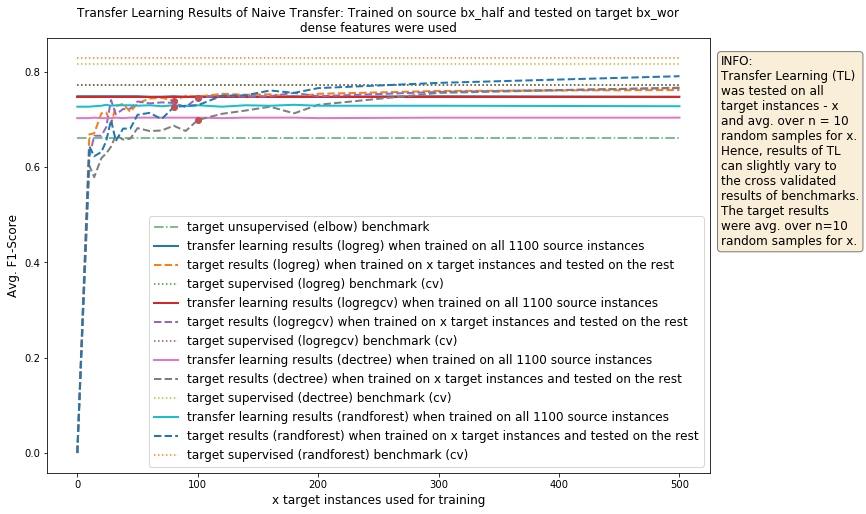 Transfer Learning Results of Naive Transfer: Trained on source bx_half and tested on target bx_wor
dense features were used
Avg. F1-Score
0.8
0.6
0.4
0.2
0.0
target unsupervised (elbow) benchmark
transfer learning results (logreg) when trained on all 1100 source instances
target results (logreg) when trained on x target instances and tested on the rest
target supervised (logreg) benchmark (cv)
transfer learning results (logregcv) when trained on all 1100 source instances
target results (logregcv) when trained on x target instances and tested on the rest
target supervised (logregcv) benchmark (cv)
transfer learning results (dectree) when trained on all 1100 source instances
target results (dectree) when trained on x target instances and tested on the rest
target supervised (dectree) benchmark (cv)
transfer learning results (randforest) when trained on all 1100 source instances
target results (randforest) when trained on x target instances and tested on the rest
target supervised (randforest) benchmark (cv)
0
100
200
300
400
500
x target instances used for training
INFO:
Transfer Learning (TL)
was tested on all
target instances - x
and avg. over n = 10
random samples for x.
Hence, results of TL
can slightly vary to
the cross validated
results of benchmarks.
The target results
were avg. over n=10
random samples for x.